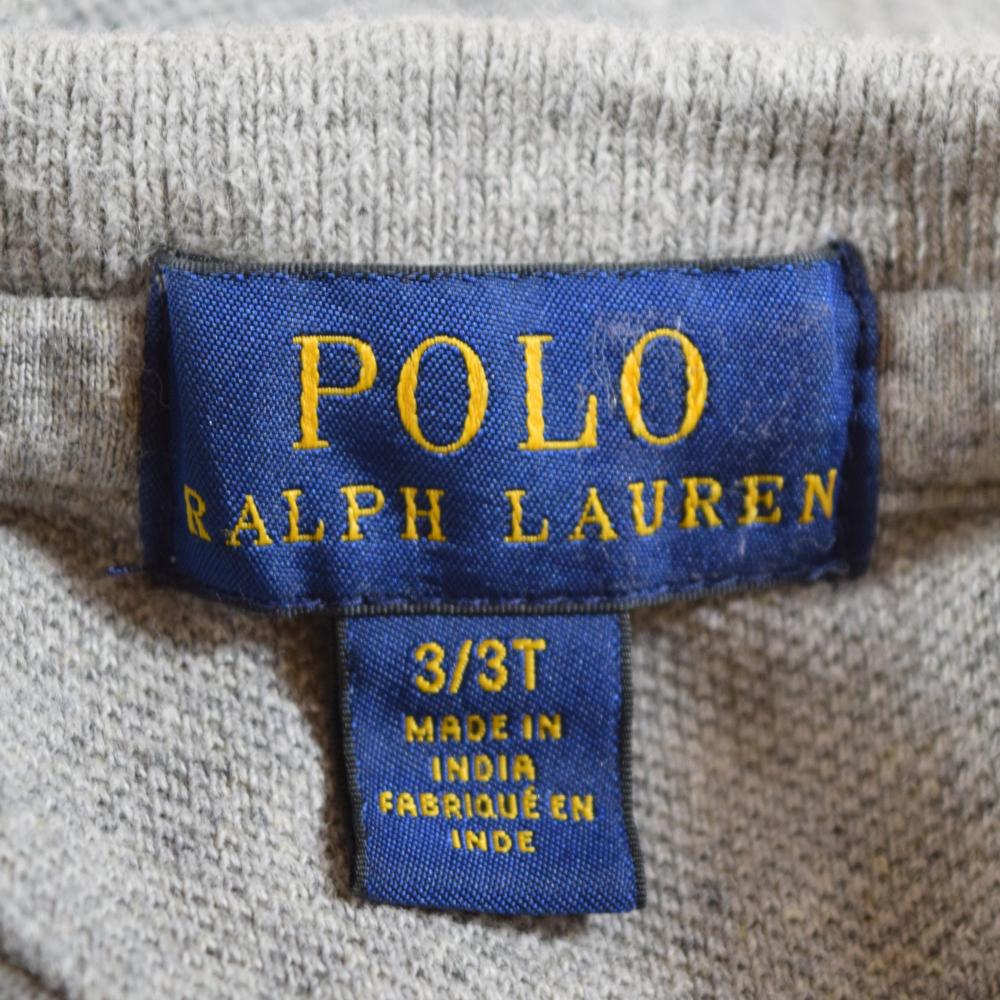 POLO
RALPH LAUREN
3/3T
MADE IN
INDIA
FABRIQUÉ EN
INDE